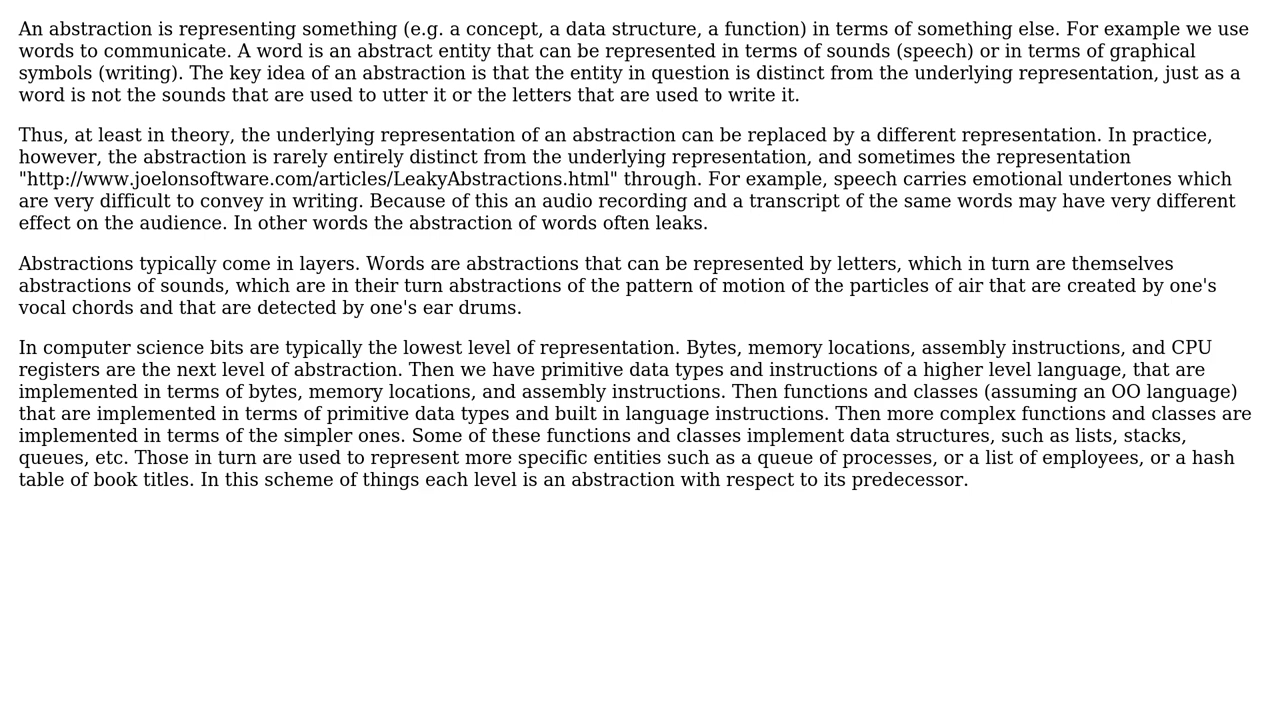 An abstraction is representing something (e.g. a concept, a data structure, a function) in terms of something else. For example we use
words to communicate. A word is an abstract entity that can be represented in terms of sounds (speech) or in terms of graphical
symbols (writing). The key idea of an abstraction is that the entity in question is distinct from the underlying representation, just as a
word is not the sounds that are used to utter it or the letters that are used to write it.
Thus, at least in theory, the underlying representation of an abstraction can be replaced by a different representation. In practice,
however, the abstraction is rarely entirely distinct from the underlying representation, and sometimes the representation
"http://www.joelonsoftware.com/articles/LeakyAbstractions.html" through. For example, speech carries emotional undertones which
are very difficult to convey in writing. Because of this an audio recording and a transcript of the same words may have very different
effect on the audience. In other words the abstraction of words often leaks.
Abstractions typically come in layers. Words are abstractions that can be represented by letters, which in turn are themselves
abstractions of sounds, which are in their turn abstractions of the pattern of motion of the particles of air that are created by one's
vocal chords and that are detected by one's ear drums.
In computer science bits are typically the lowest level of representation. Bytes, memory locations, assembly instructions, and CPU
registers are the next level of abstraction. Then we have primitive data types and instructions of a higher level language, that are
implemented in terms of bytes, memory locations, and assembly instructions. Then functions and classes (assuming an OO language)
that are implemented in terms of primitive data types and built in language instructions. Then more complex functions and classes are
implemented in terms of the simpler ones. Some of these functions and classes implement data structures, such as lists, stacks,
queues, etc. Those in turn are used to represent more specific entities such as a queue of processes, or a list of employees, or a hash
table of book titles. In this scheme of things each level is an abstraction with respect to its predecessor.